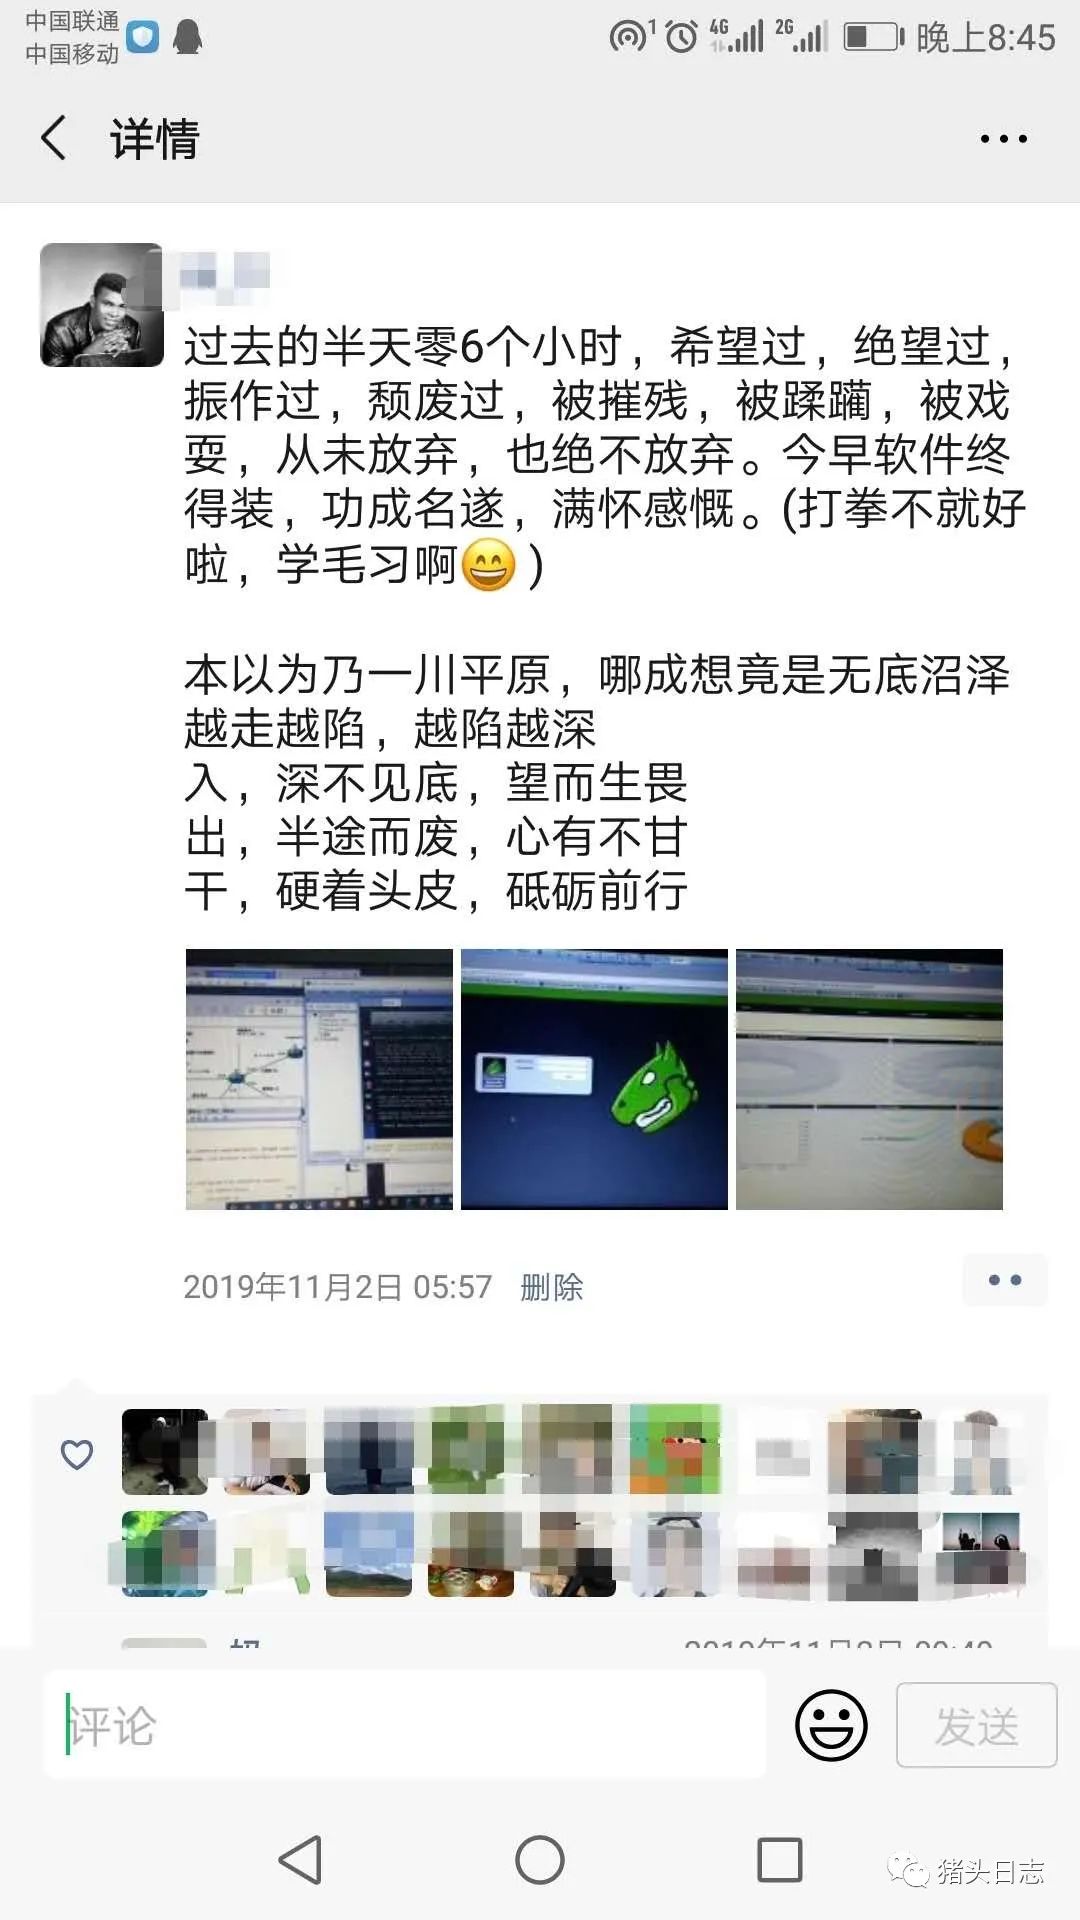 中国联通
中国移动
1
4G
2G
晚上8:45
详情
过去的半天零6个小时，希望过，绝望过，
振作过，颓废过，被摧残，被蹂躏，被戏
耍，从未放弃，也绝不放弃。今早软件终
得装，功成名遂，满怀感慨。(打拳不就好
啦，学毛习啊😄)
本以为乃一川平原，哪成想竟是无底沼泽
越走越陷，越陷越深
入，深不见底，望而生畏
出，半途而废，心有不甘
干，硬着头皮，砥砺前行
2019年11月2日 05:57 删除
评论
发送
猪头日志